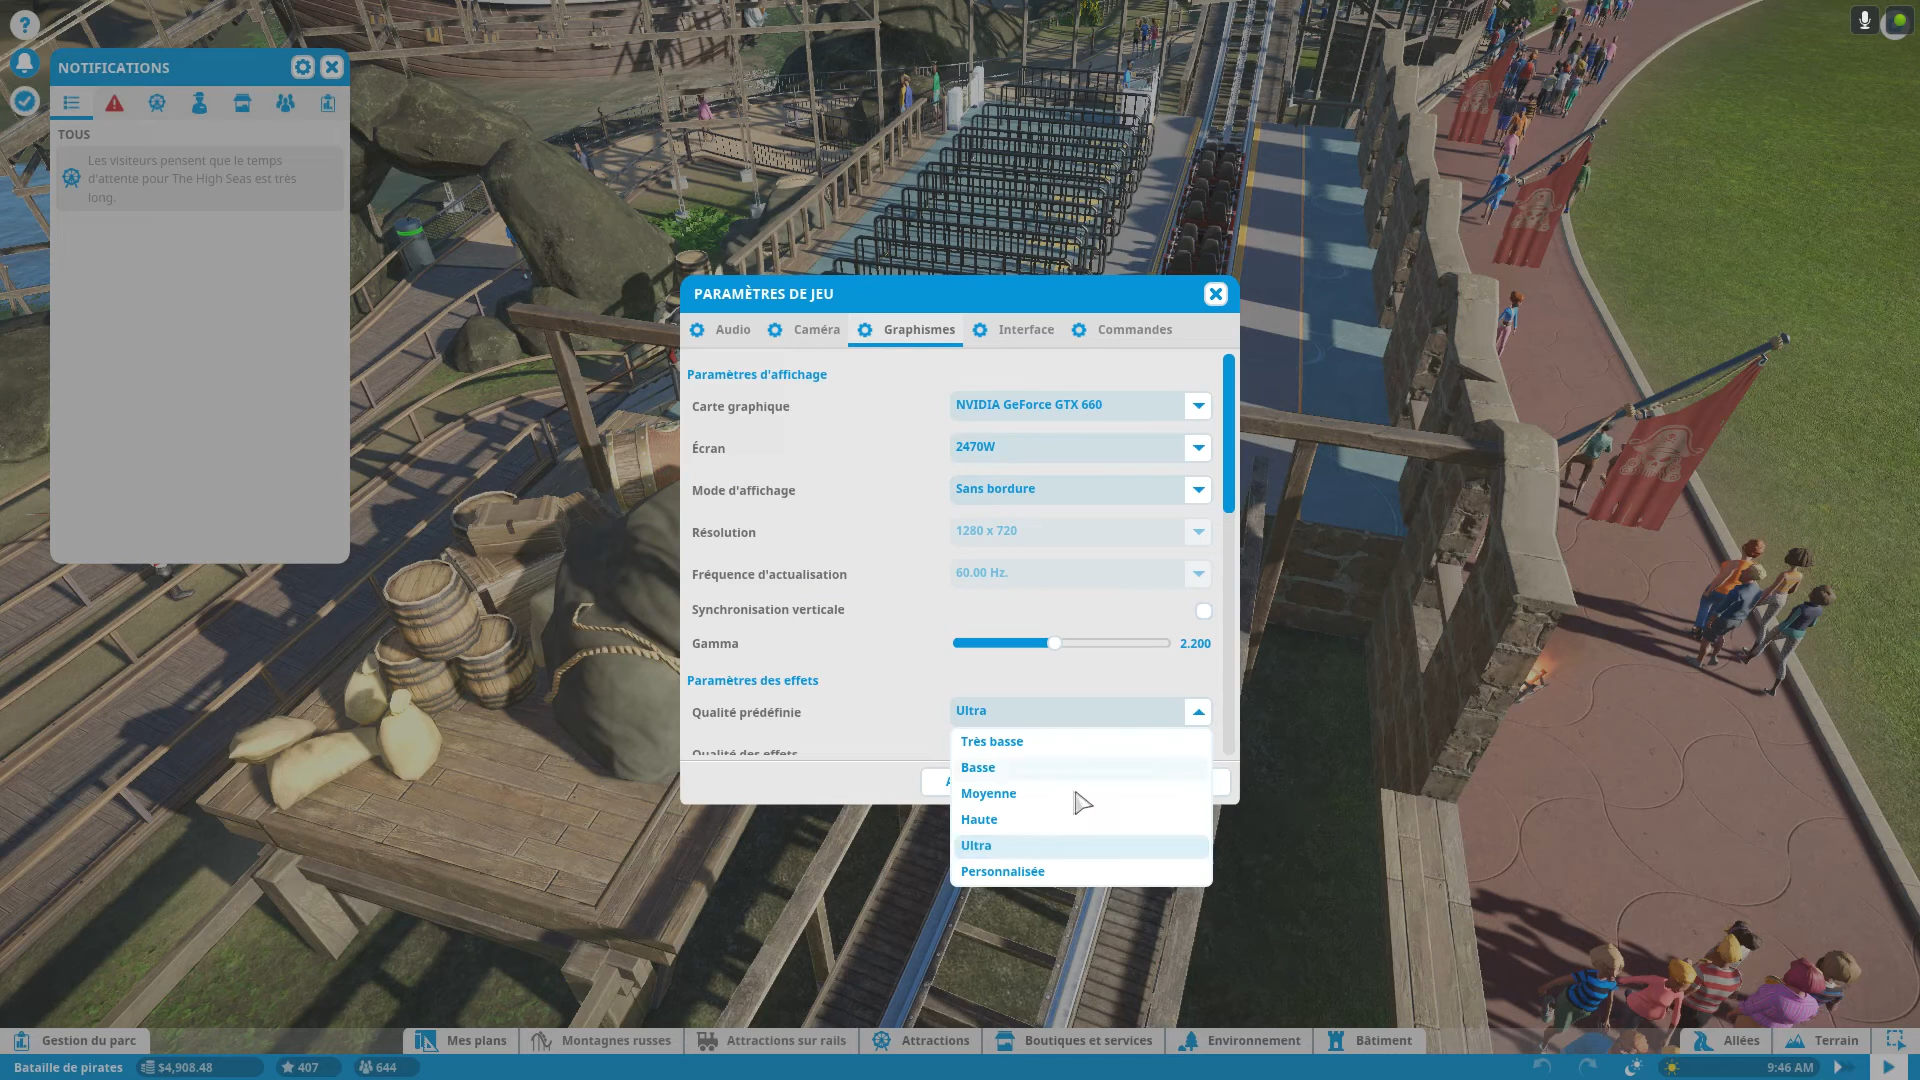 NOTIFICATIONS
TOUS
Les visiteurs pensent que le temps
d'attente pour The High Seas est très
long.
PARAMÈTRES DE JEU
Audio
Caméra
Graphismes
Interface
Commandes
Paramètres d'affichage
Carte graphique
NVIDIA GeForce GTX 660
Écran
2470W
Mode d'affichage
Sans bordure
Résolution
1280 x 720
Fréquence d'actualisation
60.00 Hz.
Synchronisation verticale
Gamma
2.200
Paramètres des effets
Qualité prédéfinie
Ultra
Qualité des effets
Très basse
Basse
Moyenne
Haute
Ultra
Personnalisée
Gestion du parc
Mes plans
Montagnes russes
Attractions sur rails
Attractions
Boutiques et services
Environnement
Bâtiment
Allées
Terrain
Bataille de pirates
$4,908.48
407
644
9:46 AM